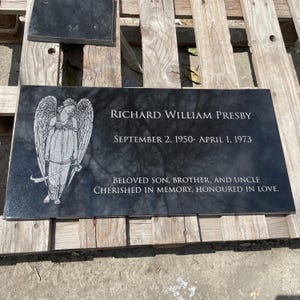 RICHARD WILLIAM PRESBY
SEPTEMBER 2, 1950- APRIL 1, 1973
BELOVED SON, BROTHER, AND UNCLE
CHERISHED IN MEMORY, HONOURED IN LOVE.